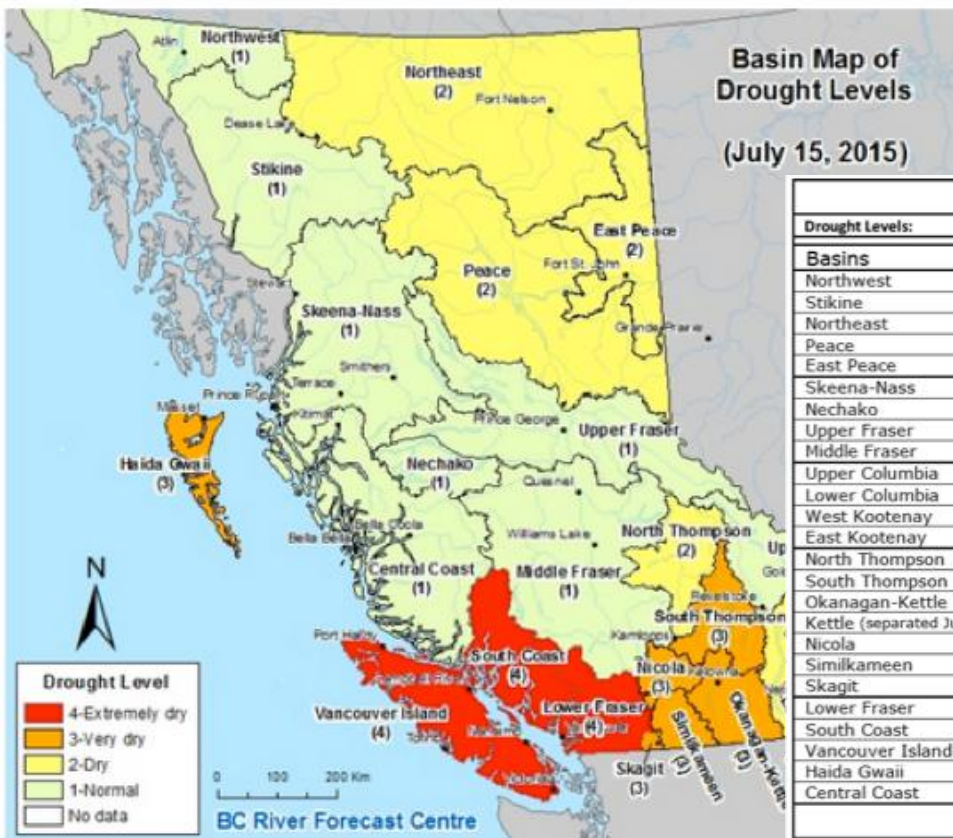 Basin Map of
Drought Levels
(July 15, 2015)
Atlin
Northwest
(1)
Northeast
(2)
Fort Nelson
Dease Lake
Stikine
(1)
East Peace
(2)
Fort St. John
Peace
(2)
Stewart
Skeena-Nass
(1)
Grande Prairie
Smithers
Terrace
Prince Rupert
Kitimat
Masset
Prince George
Upper Fraser
(1)
Haida Gwaii
(3)
Nechako
(1)
Quesnel
Bella Coola
Bella Bella
Williams Lake
North Thompson
(2)
Central Coast
(1)
Middle Fraser
(1)
Revelstoke
South Thompson
(3)
Port Hardy
Kamloops
South Coast
(4)
Nicola
(3)
Kelowna
Campbell River
Vancouver Island
(4)
Lower Fraser
(4)
Nanaimo
Tofino
Victoria
Skagit
(3)
Similkameen
(3)
(3)
N
Drought Level
4-Extremely dry
3-Very dry
2-Dry
1-Normal
No data
0 100 200 Km
BC River Forecast Centre
Drought Levels:
Basins
Northwest
Stikine
Northeast
Peace
East Peace
Skeena-Nass
Nechako
Upper Fraser
Middle Fraser
Upper Columbia
Lower Columbia
West Kootenay
East Kootenay
North Thompson
South Thompson
Okanagan-Kettle
Kettle (separated Ju
Nicola
Similkameen
Skagit
Lower Fraser
South Coast
Vancouver Island
Haida Gwaii
Central Coast